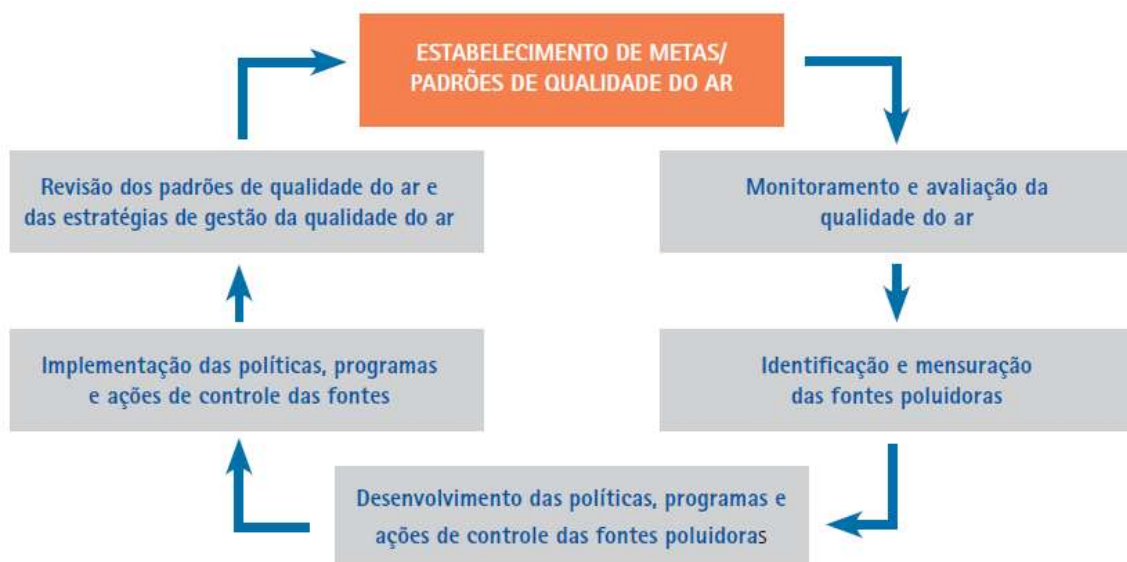 ESTABELECIMENTO DE METAS/
PADRÕES DE QUALIDADE DO AR
Monitoramento e avaliação da
qualidade do ar
Identificação e mensuração
das fontes poluidoras
Desenvolvimento das políticas, programas e
ações de controle das fontes poluidoras
Implementação das políticas, programas
e ações de controle das fontes
Revisão dos padrões de qualidade do ar e
das estratégias de gestão da qualidade do ar